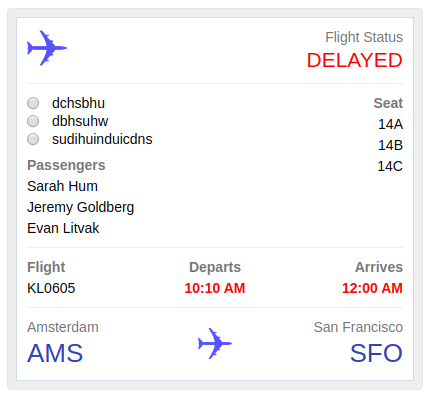 Flight Status
DELAYED
dchsbhu
dbhsuhw
sudihuinduicdns
Seat
14A
14B
14C
Passengers
Sarah Hum
Jeremy Goldberg
Evan Litvak
Flight Departs Arrives
KL0605 10:10 AM 12:00 AM
Amsterdam San Francisco
AMS SFO